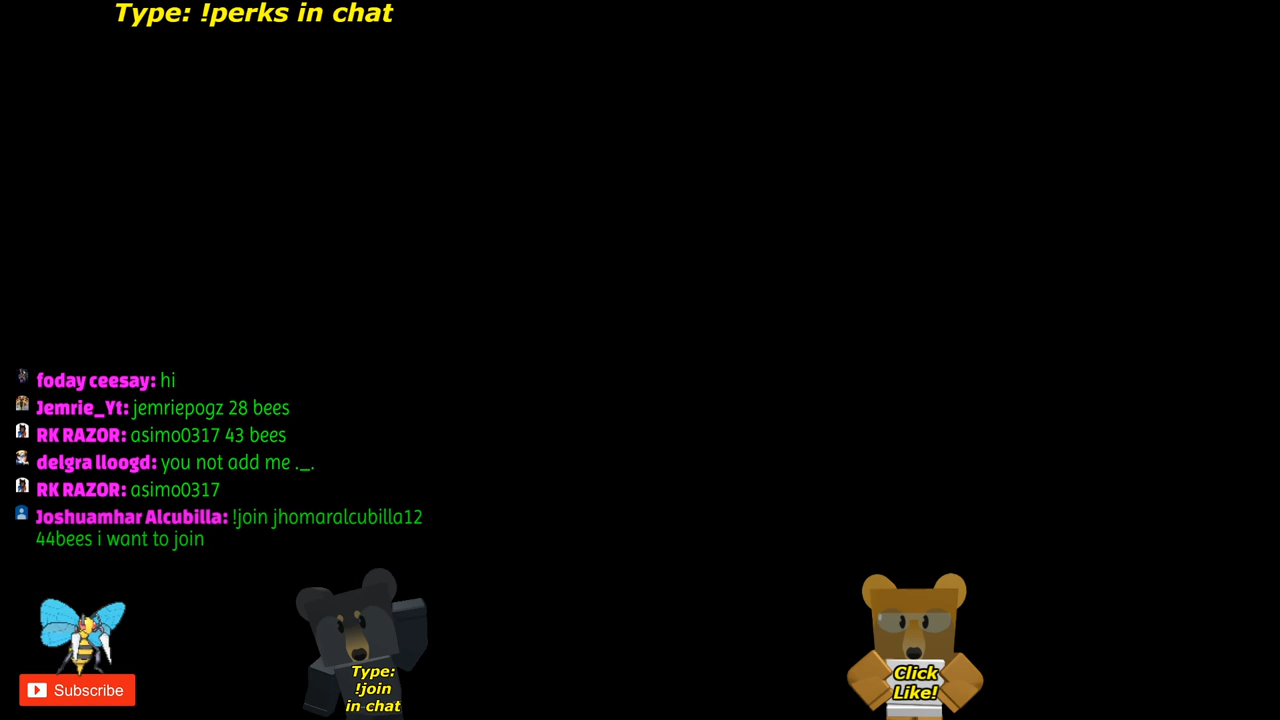 Type: !perks in chat
foday ceesay: hi
Jemrie_Yt: jemriepogz 28 bees
RK RAZOR: asimo0317 43 bees
delgra lloogd: you not add me ._.
RK RAZOR: asimo0317
Joshuamhar Alcubilla: !join jhomaralcubilla12
44bees i want to join
Subscribe
Type:
!join
in chat
Click
Like!